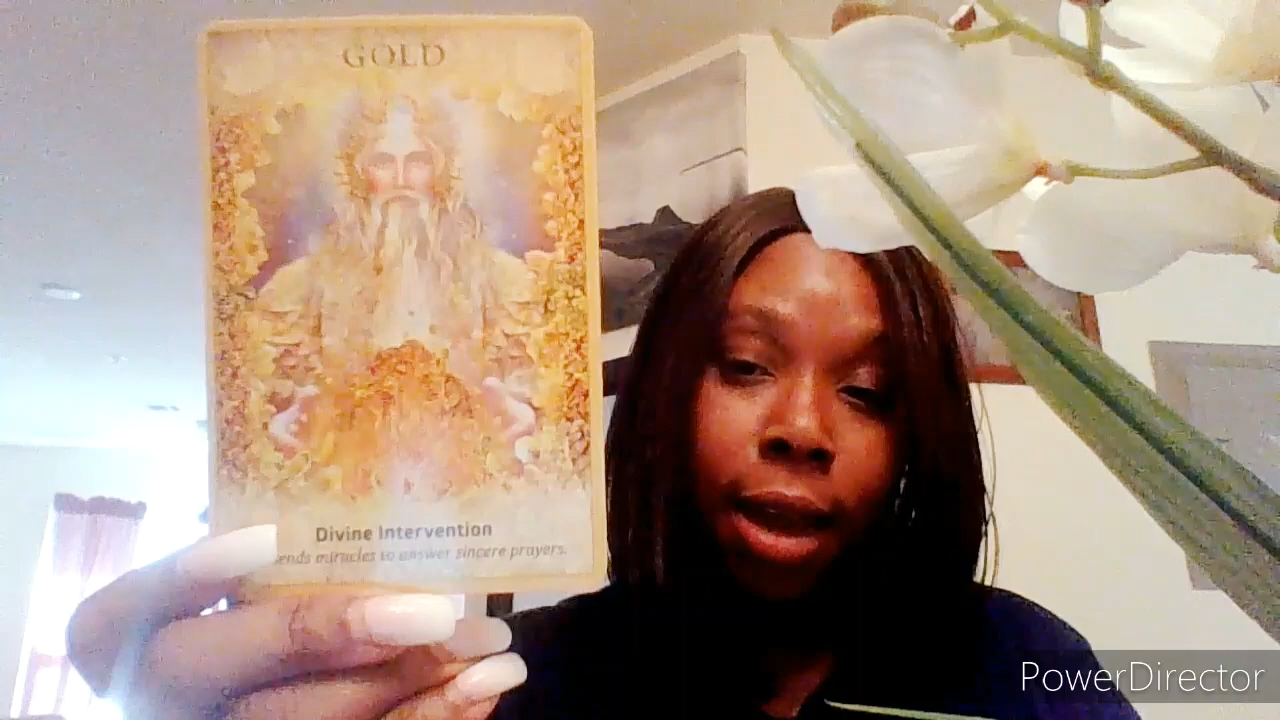 GOLD
Divine Intervention
ends miracles to answer sincere prayers.
PowerDirector